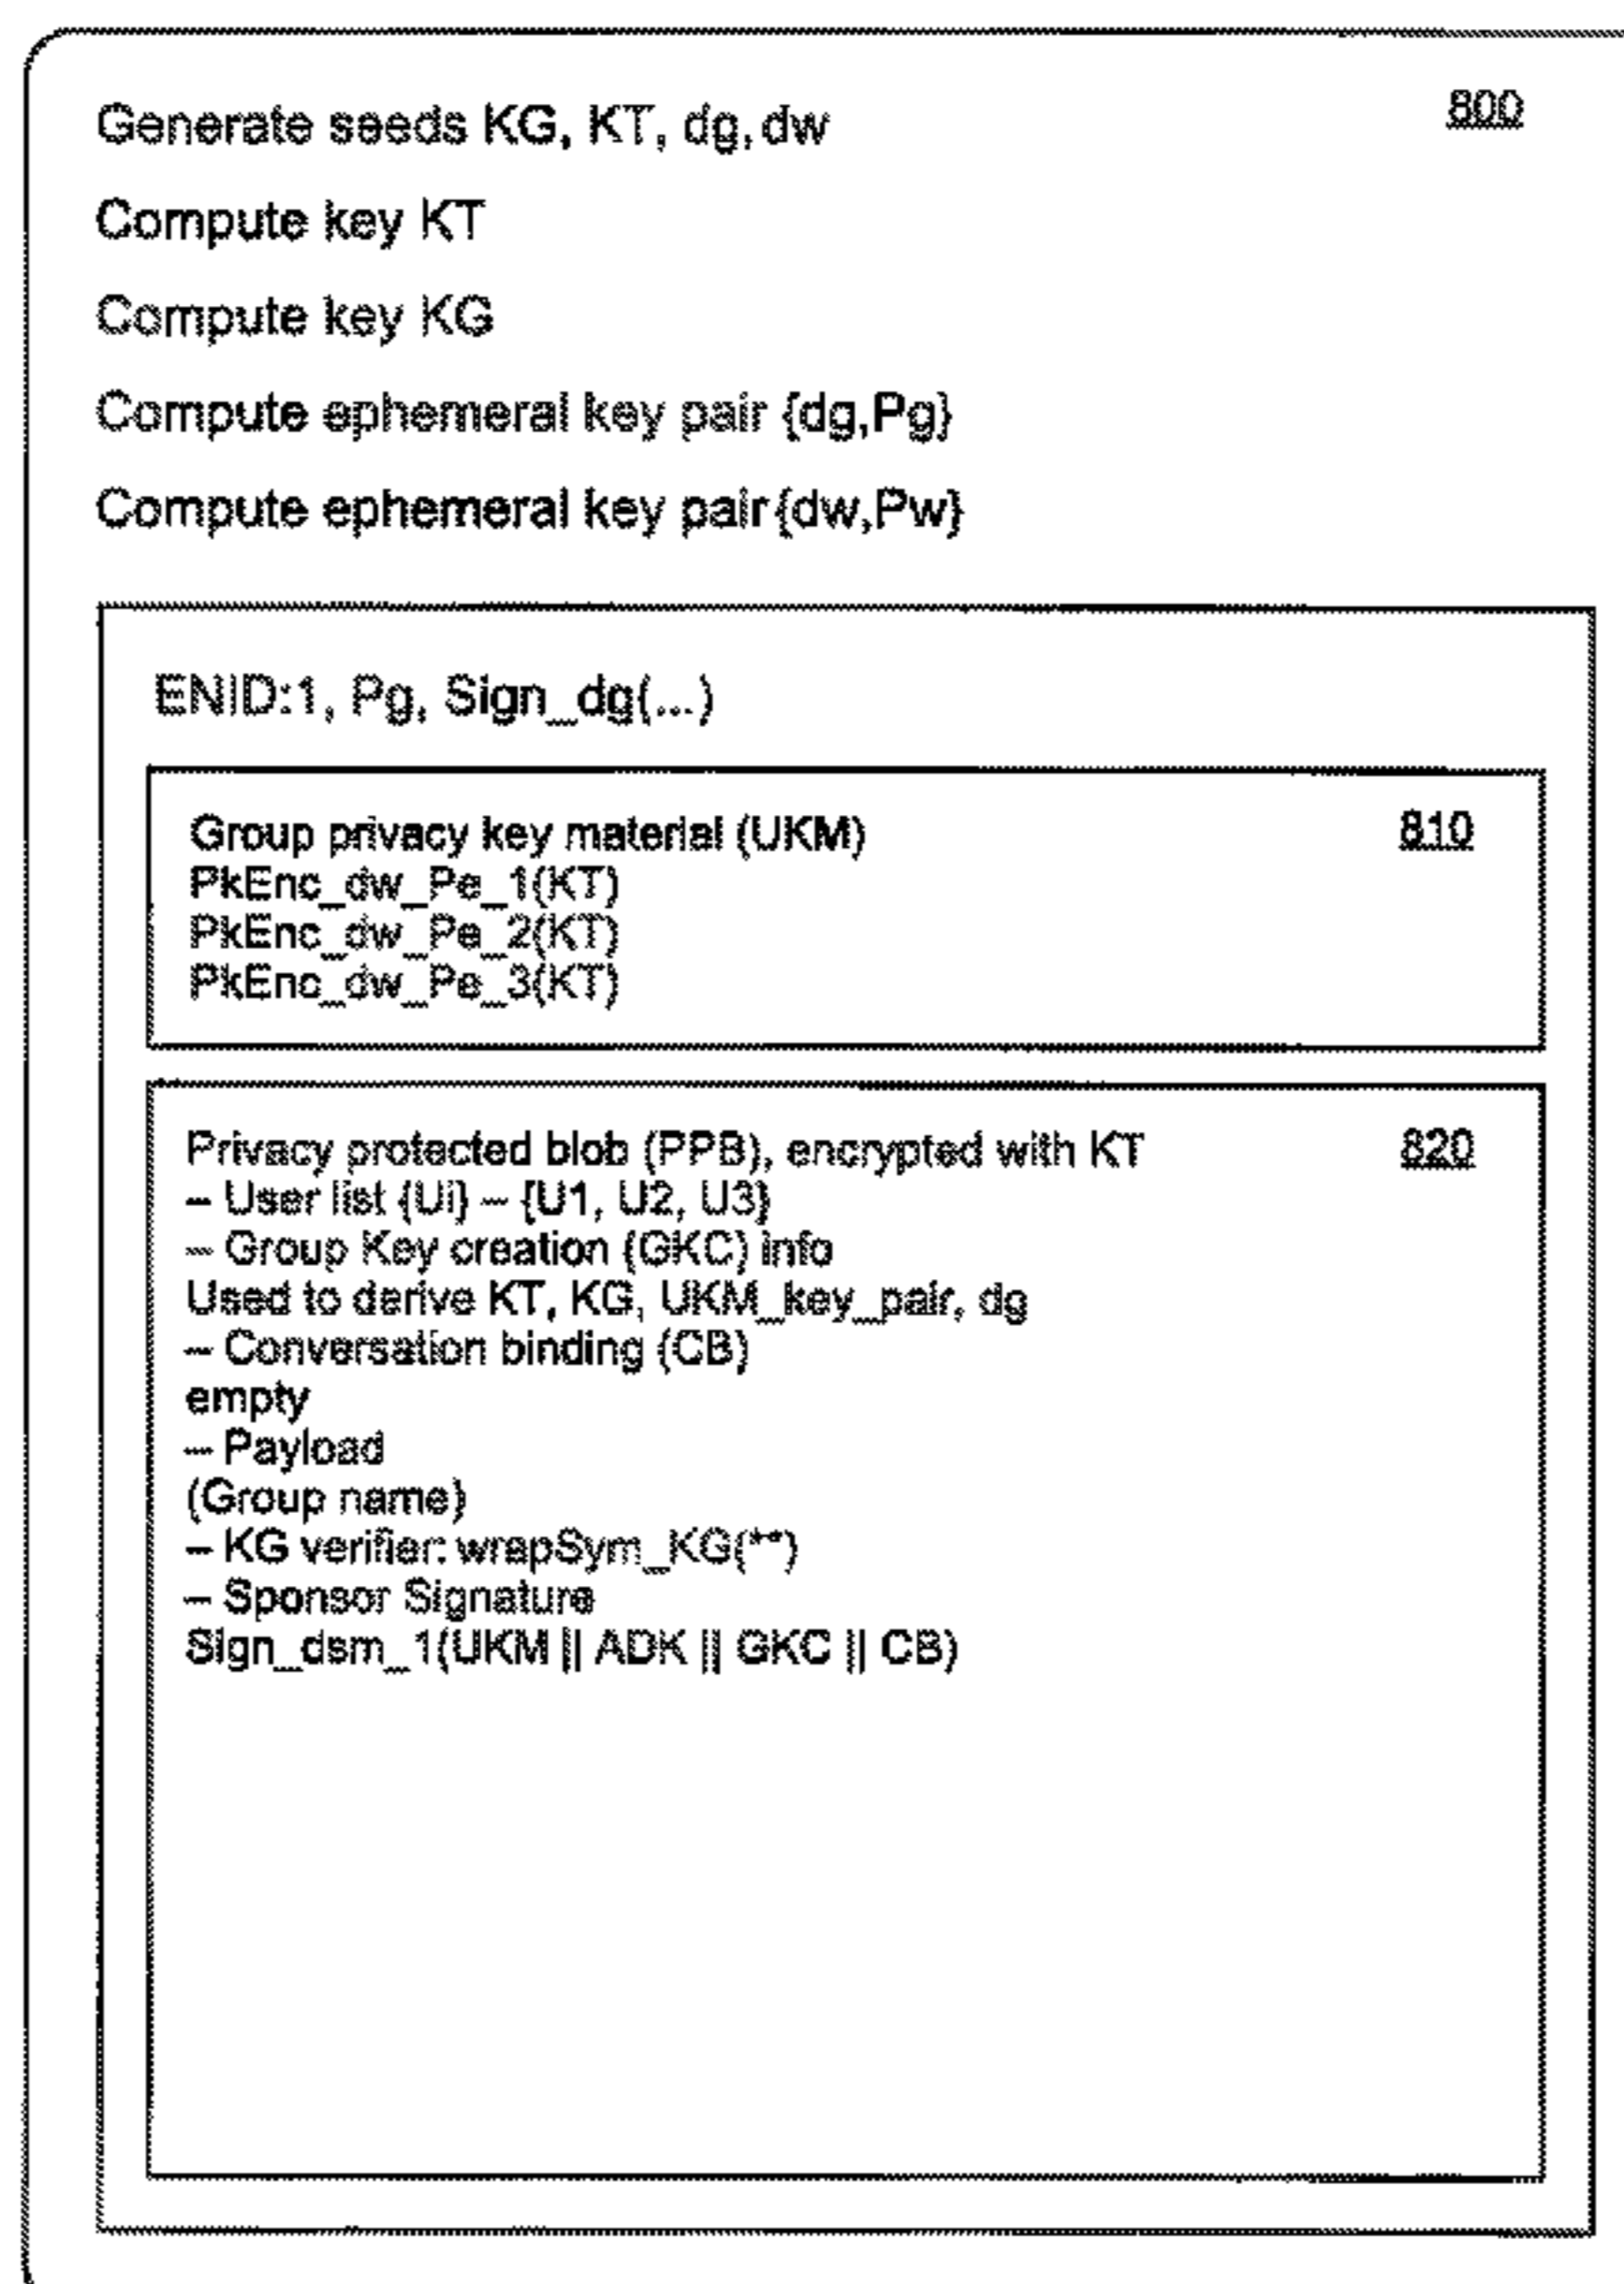 800
Generate seeds KG, KT, dg, dw
Compute key KT
Compute key KG
Compute ephemeral key pair {dg,Pg}
Compute ephemeral key pair {dw,Pw}
ENID:1, Pg, Sign_dg(...)
Group privacy key material (UKM) 810
PkEnc_dw_Pe_1(KT)
PkEnc_dw_Pe_2(KT)
PkEnc_dw_Pe_3(KT)
Privacy protected blob (PPB), encrypted with KT 820
– User list {Ui} – {U1, U2, U3}
– Group Key creation (GKC) info
Used to derive KT, KG, UKM_key_pair, dg
– Conversation binding (CB)
empty
– Payload
(Group name)
– KG verifier: wrapSym_KG("")
– Sponsor Signature
Sign_dsm_1(UKM || ADK || GKC || CB)